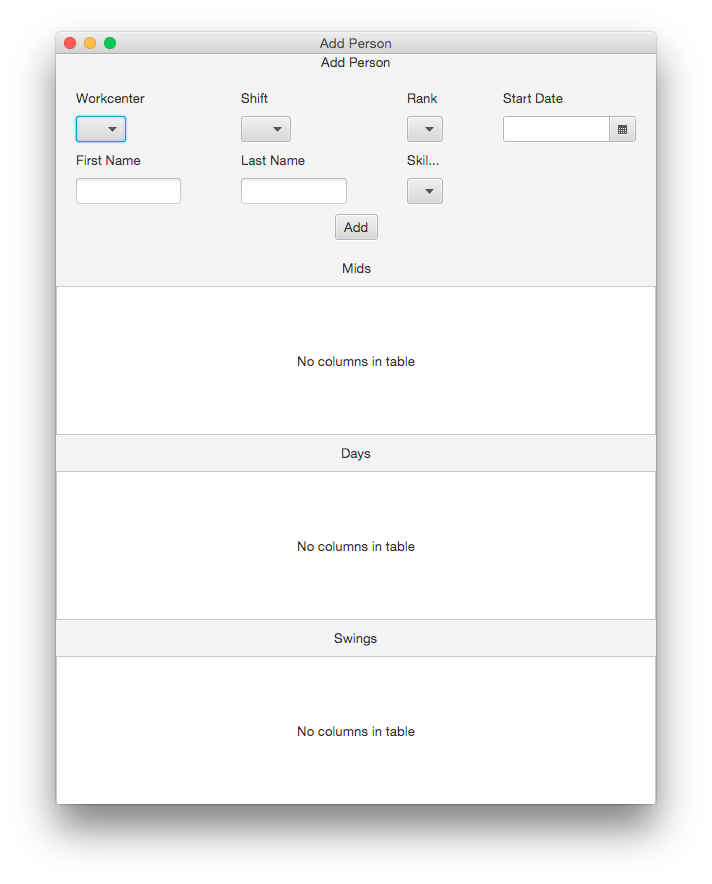 Add Person
Add Person
Workcenter Shift Rank Start Date
First Name Last Name Skil...
Add
Mids
No columns in table
Days
No columns in table
Swings
No columns in table